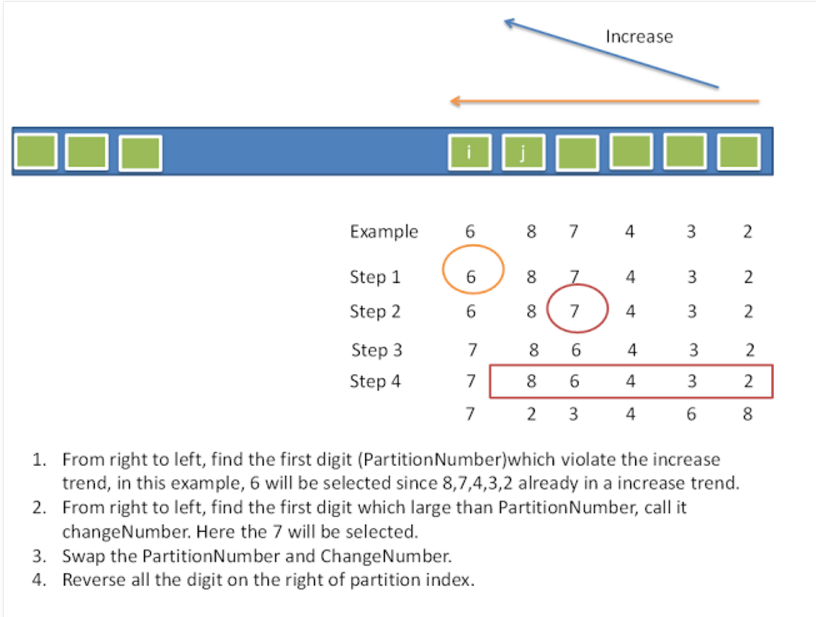 Increase
i j
Example 6 8 7 4 3 2
Step 1 6 8 7 4 3 2
Step 2 6 8 7 4 3 2
Step 3 7 8 6 4 3 2
Step 4 7 8 6 4 3 2
7 2 3 4 6 8
1. From right to left, find the first digit (PartitionNumber)which violate the increase
trend, in this example, 6 will be selected since 8,7,4,3,2 already in a increase trend.
2. From right to left, find the first digit which large than PartitionNumber, call it
changeNumber. Here the 7 will be selected.
3. Swap the PartitionNumber and ChangeNumber.
4. Reverse all the digit on the right of partition index.